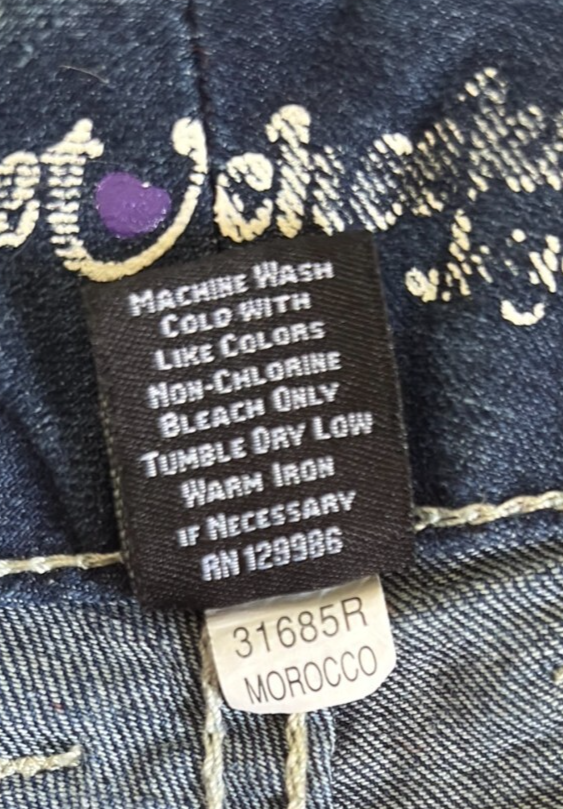 MACHINE WASH
COLD WITH
LIKE COLORS
NON-CHLORINE
BLEACH ONLY
TUMBLE DRY LOW
WARM IRON
IF NECESSARY
RN 129986
31685R
MOROCCO